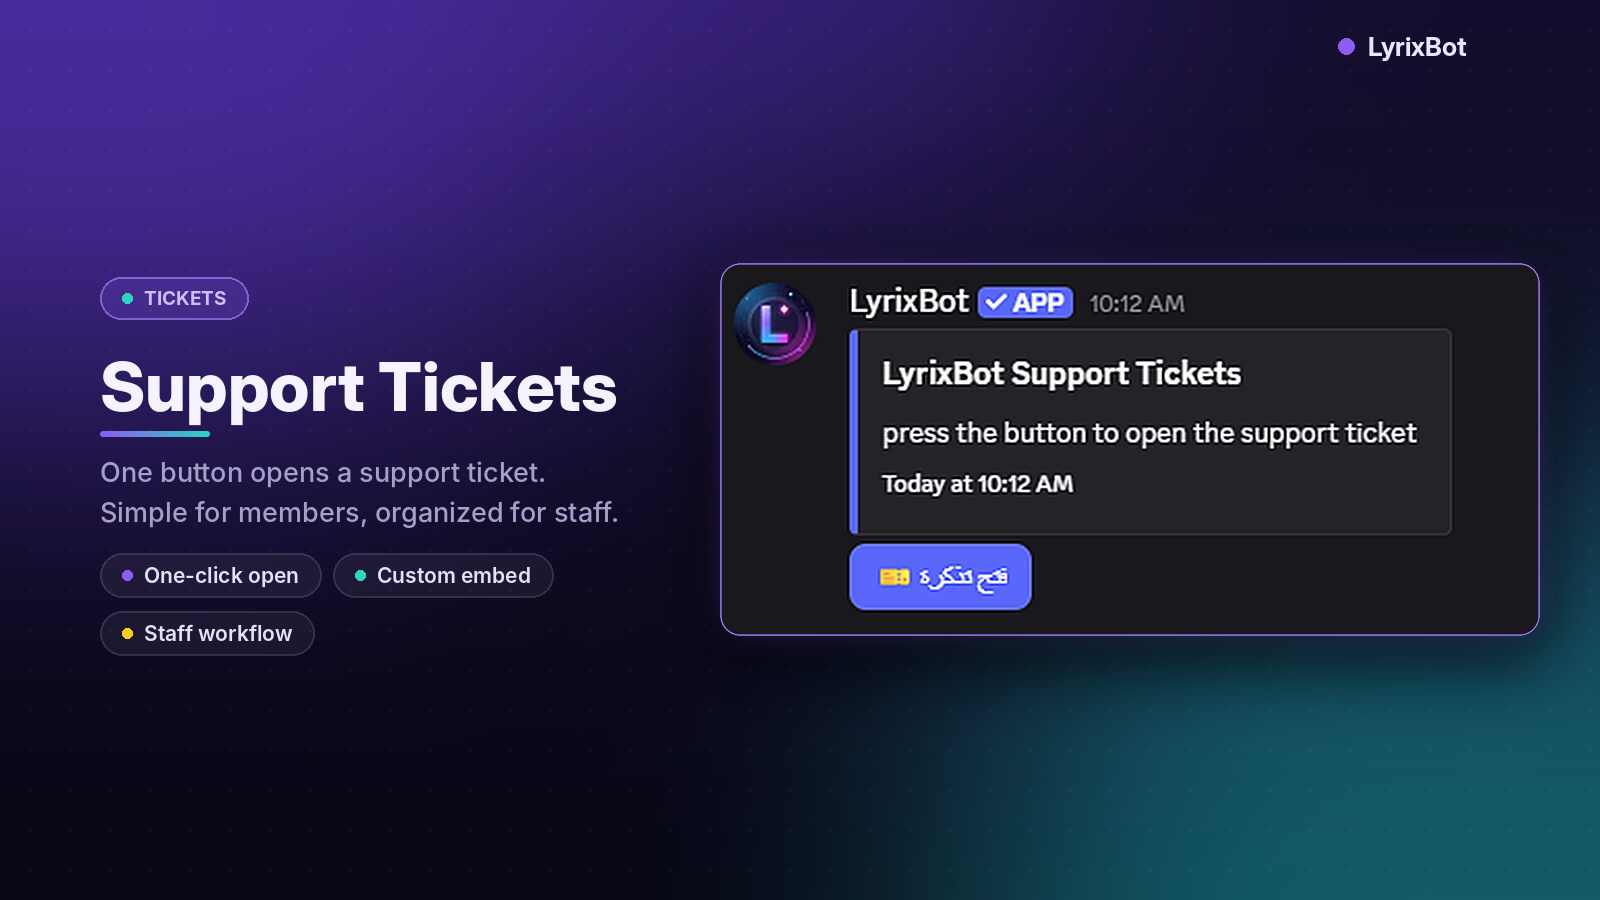 LyrixBot
TICKETS
Support Tickets
One button opens a support ticket.
Simple for members, organized for staff.
One-click open
Custom embed
Staff workflow
LyrixBot APP 10:12 AM
LyrixBot Support Tickets
press the button to open the support ticket
Today at 10:12 AM
فتح تذكرة 🎫